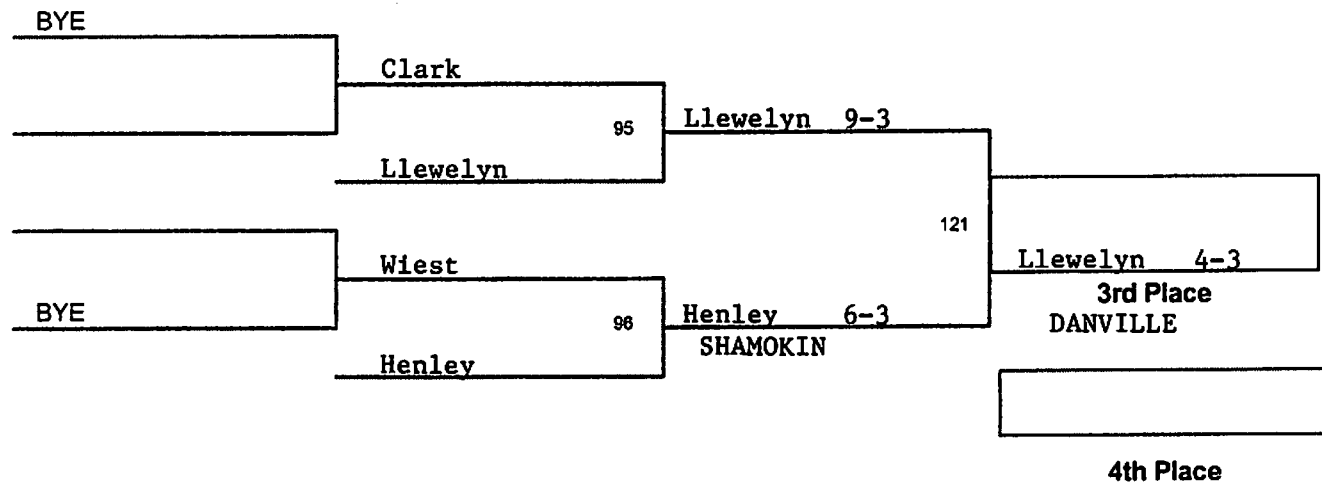 BYE
Clark
95
Llewelyn 9-3
Llewelyn
121
Wiest
Llewelyn 4-3
3rd Place
DANVILLE
BYE
96
Henley 6-3
SHAMOKIN
Henley
4th Place